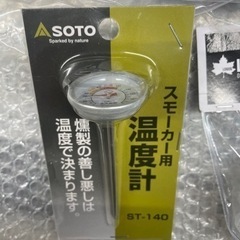 SOTO
Sparked by nature
スモーカー用
温度計
燻製の善し悪しは
温度で決まります
ST-140